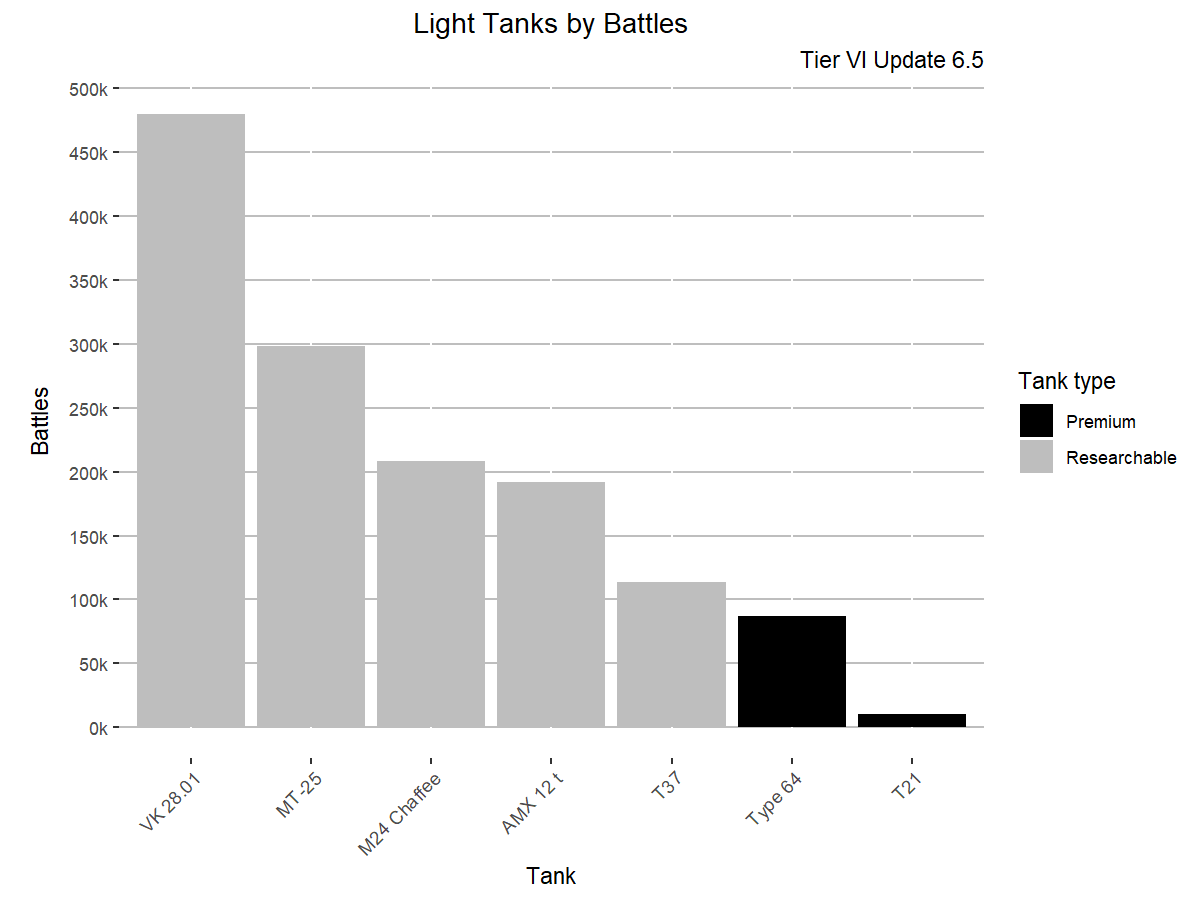 Light Tanks by Battles
Tier VI Update 6.5
500k
450k
400k
350k
300k
250k
200k
150k
100k
50k
0k
Battles
VK 28.01
MT-25
M24 Chaffee
AMX 12 t
T37
Type 64
T21
Tank
Tank type
Premium
Researchable